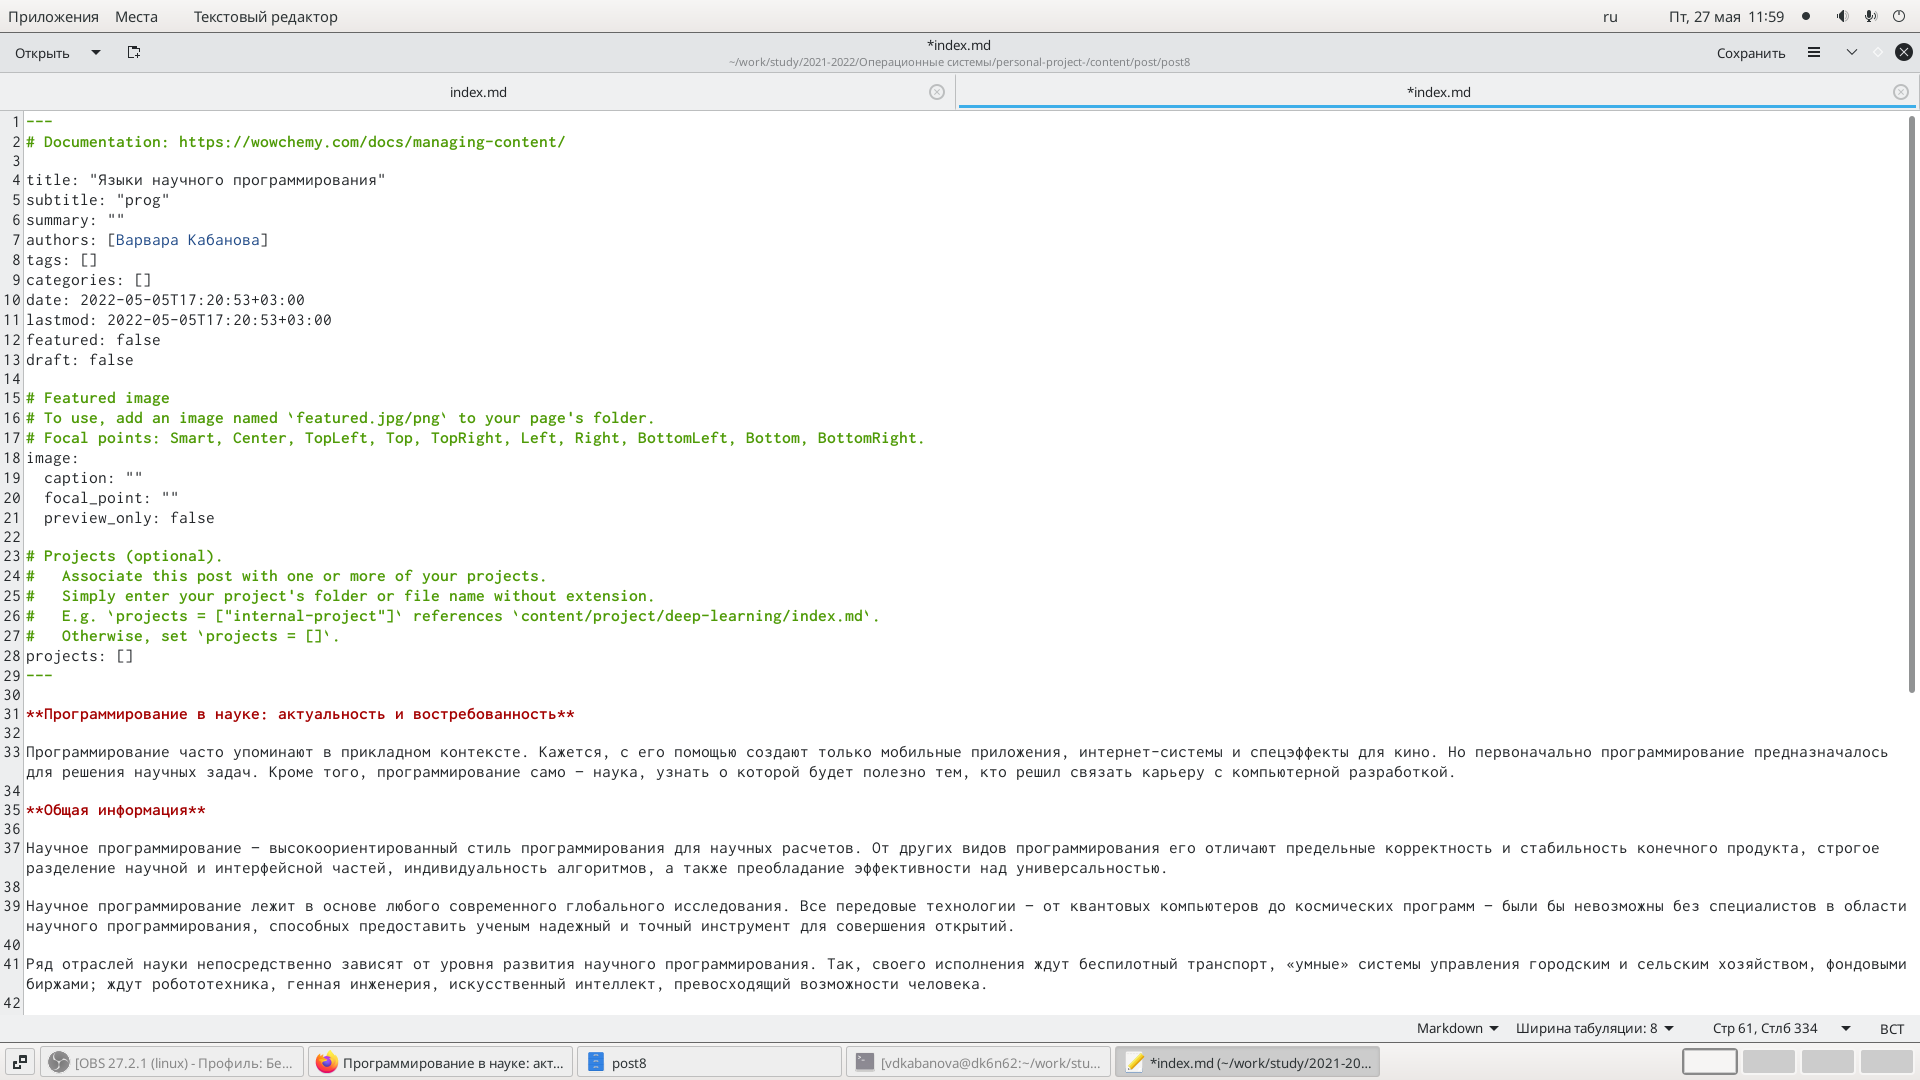 Приложения Места Текстовый редактор ru Пт, 27 мая 11:59
Открыть *index.md Сохранить
~/work/study/2021-2022/Операционные системы/personal-project-/content/post/post8
index.md *index.md
1 ---
2 # Documentation: https://wowchemy.com/docs/managing-content/
3
4 title: "Языки научного программирования"
5 subtitle: "prog"
6 summary: ""
7 authors: [Варвара Кабанова]
8 tags: []
9 categories: []
10 date: 2022-05-05T17:20:53+03:00
11 lastmod: 2022-05-05T17:20:53+03:00
12 featured: false
13 draft: false
14
15 # Featured image
16 # To use, add an image named `featured.jpg/png` to your page's folder.
17 # Focal points: Smart, Center, TopLeft, Top, TopRight, Left, Right, BottomLeft, Bottom, BottomRight.
18 image:
19   caption: ""
20   focal_point: ""
21   preview_only: false
22
23 # Projects (optional).
24 #   Associate this post with one or more of your projects.
25 #   Simply enter your project's folder or file name without extension.
26 #   E.g. `projects = ["internal-project"]` references `content/project/deep-learning/index.md`.
27 #   Otherwise, set `projects = []`.
28 projects: []
29 ---
30
31 **Программирование в науке: актуальность и востребованность**
32
33 Программирование часто упоминают в прикладном контексте. Кажется, с его помощью создают только мобильные приложения, интернет-системы и спецэффекты для кино. Но первоначально программирование предназначалось
для решения научных задач. Кроме того, программирование само – наука, узнать о которой будет полезно тем, кто решил связать карьеру с компьютерной разработкой.
34
35 **Общая информация**
36
37 Научное программирование – высокоориентированный стиль программирования для научных расчетов. От других видов программирования его отличают предельные корректность и стабильность конечного продукта, строгое
разделение научной и интерфейсной частей, индивидуальность алгоритмов, а также преобладание эффективности над универсальностью.
38
39 Научное программирование лежит в основе любого современного глобального исследования. Все передовые технологии – от квантовых компьютеров до космических программ – были бы невозможны без специалистов в области
научного программирования, способных предоставить ученым надежный и точный инструмент для совершения открытий.
40
41 Ряд отраслей науки непосредственно зависят от уровня развития научного программирования. Так, своего исполнения ждут беспилотный транспорт, «умные» системы управления городским и сельским хозяйством, фондовыми
биржами; ждут робототехника, генная инженерия, искусственный интеллект, превосходящий возможности человека.
42
Markdown Ширина табуляции: 8 Стр 61, Стлб 334 ВСТ
[OBS 27.2.1 (linux) - Профиль: Бе... Программирование в науке: акт... post8 [vdkabanova@dk6n62:~/work/stu... *index.md (~/work/study/2021-20...